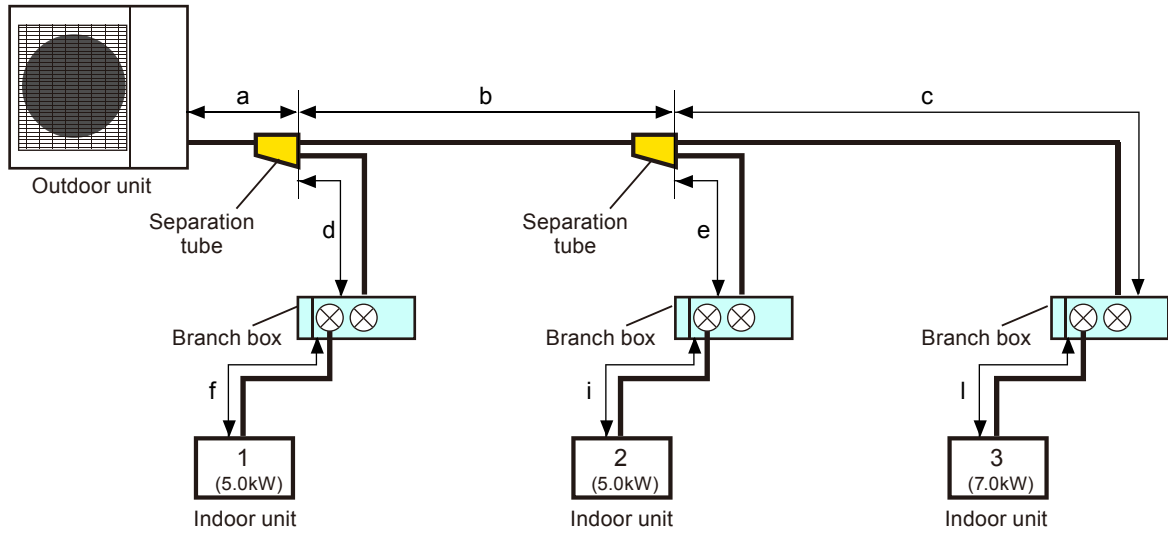 a
b
c
Outdoor unit
Separation
tube
Separation
tube
d
e
Branch box
Branch box
Branch box
f
i
l
1
(5.0kW)
2
(5.0kW)
3
(7.0kW)
Indoor unit
Indoor unit
Indoor unit